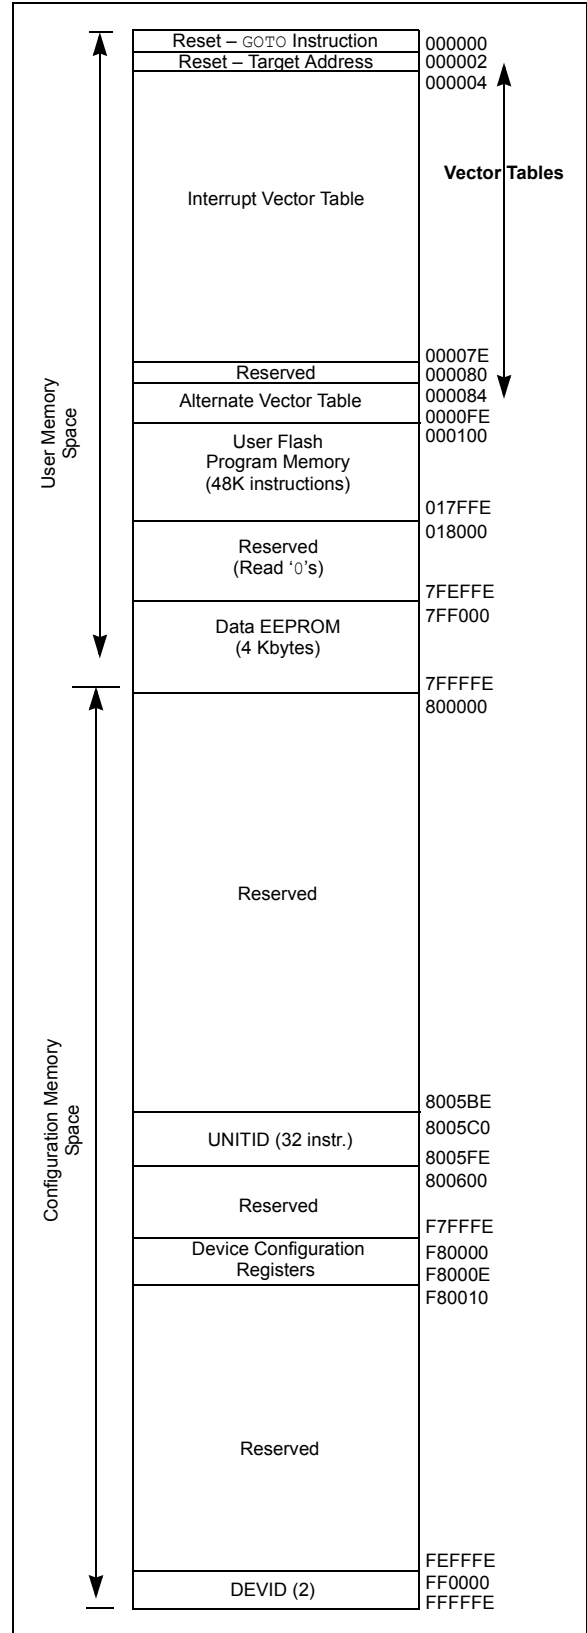 Reset – GOTO Instruction
000000
Reset – Target Address
000002
000004
Vector Tables
Interrupt Vector Table
00007E
Reserved
000080
000084
Alternate Vector Table
0000FE
User Memory
Space
User Flash
Program Memory
(48K instructions)
000100
017FFE
018000
Reserved
(Read ‘0’s)
7FEFFE
7FF000
Data EEPROM
(4 Kbytes)
7FFFFE
800000
Reserved
Configuration Memory
Space
8005BE
8005C0
UNITID (32 instr.)
8005FE
800600
Reserved
F7FFFE
Device Configuration
Registers
F80000
F8000E
F80010
Reserved
FEFFFE
FF0000
DEVID (2)
FFFFFE